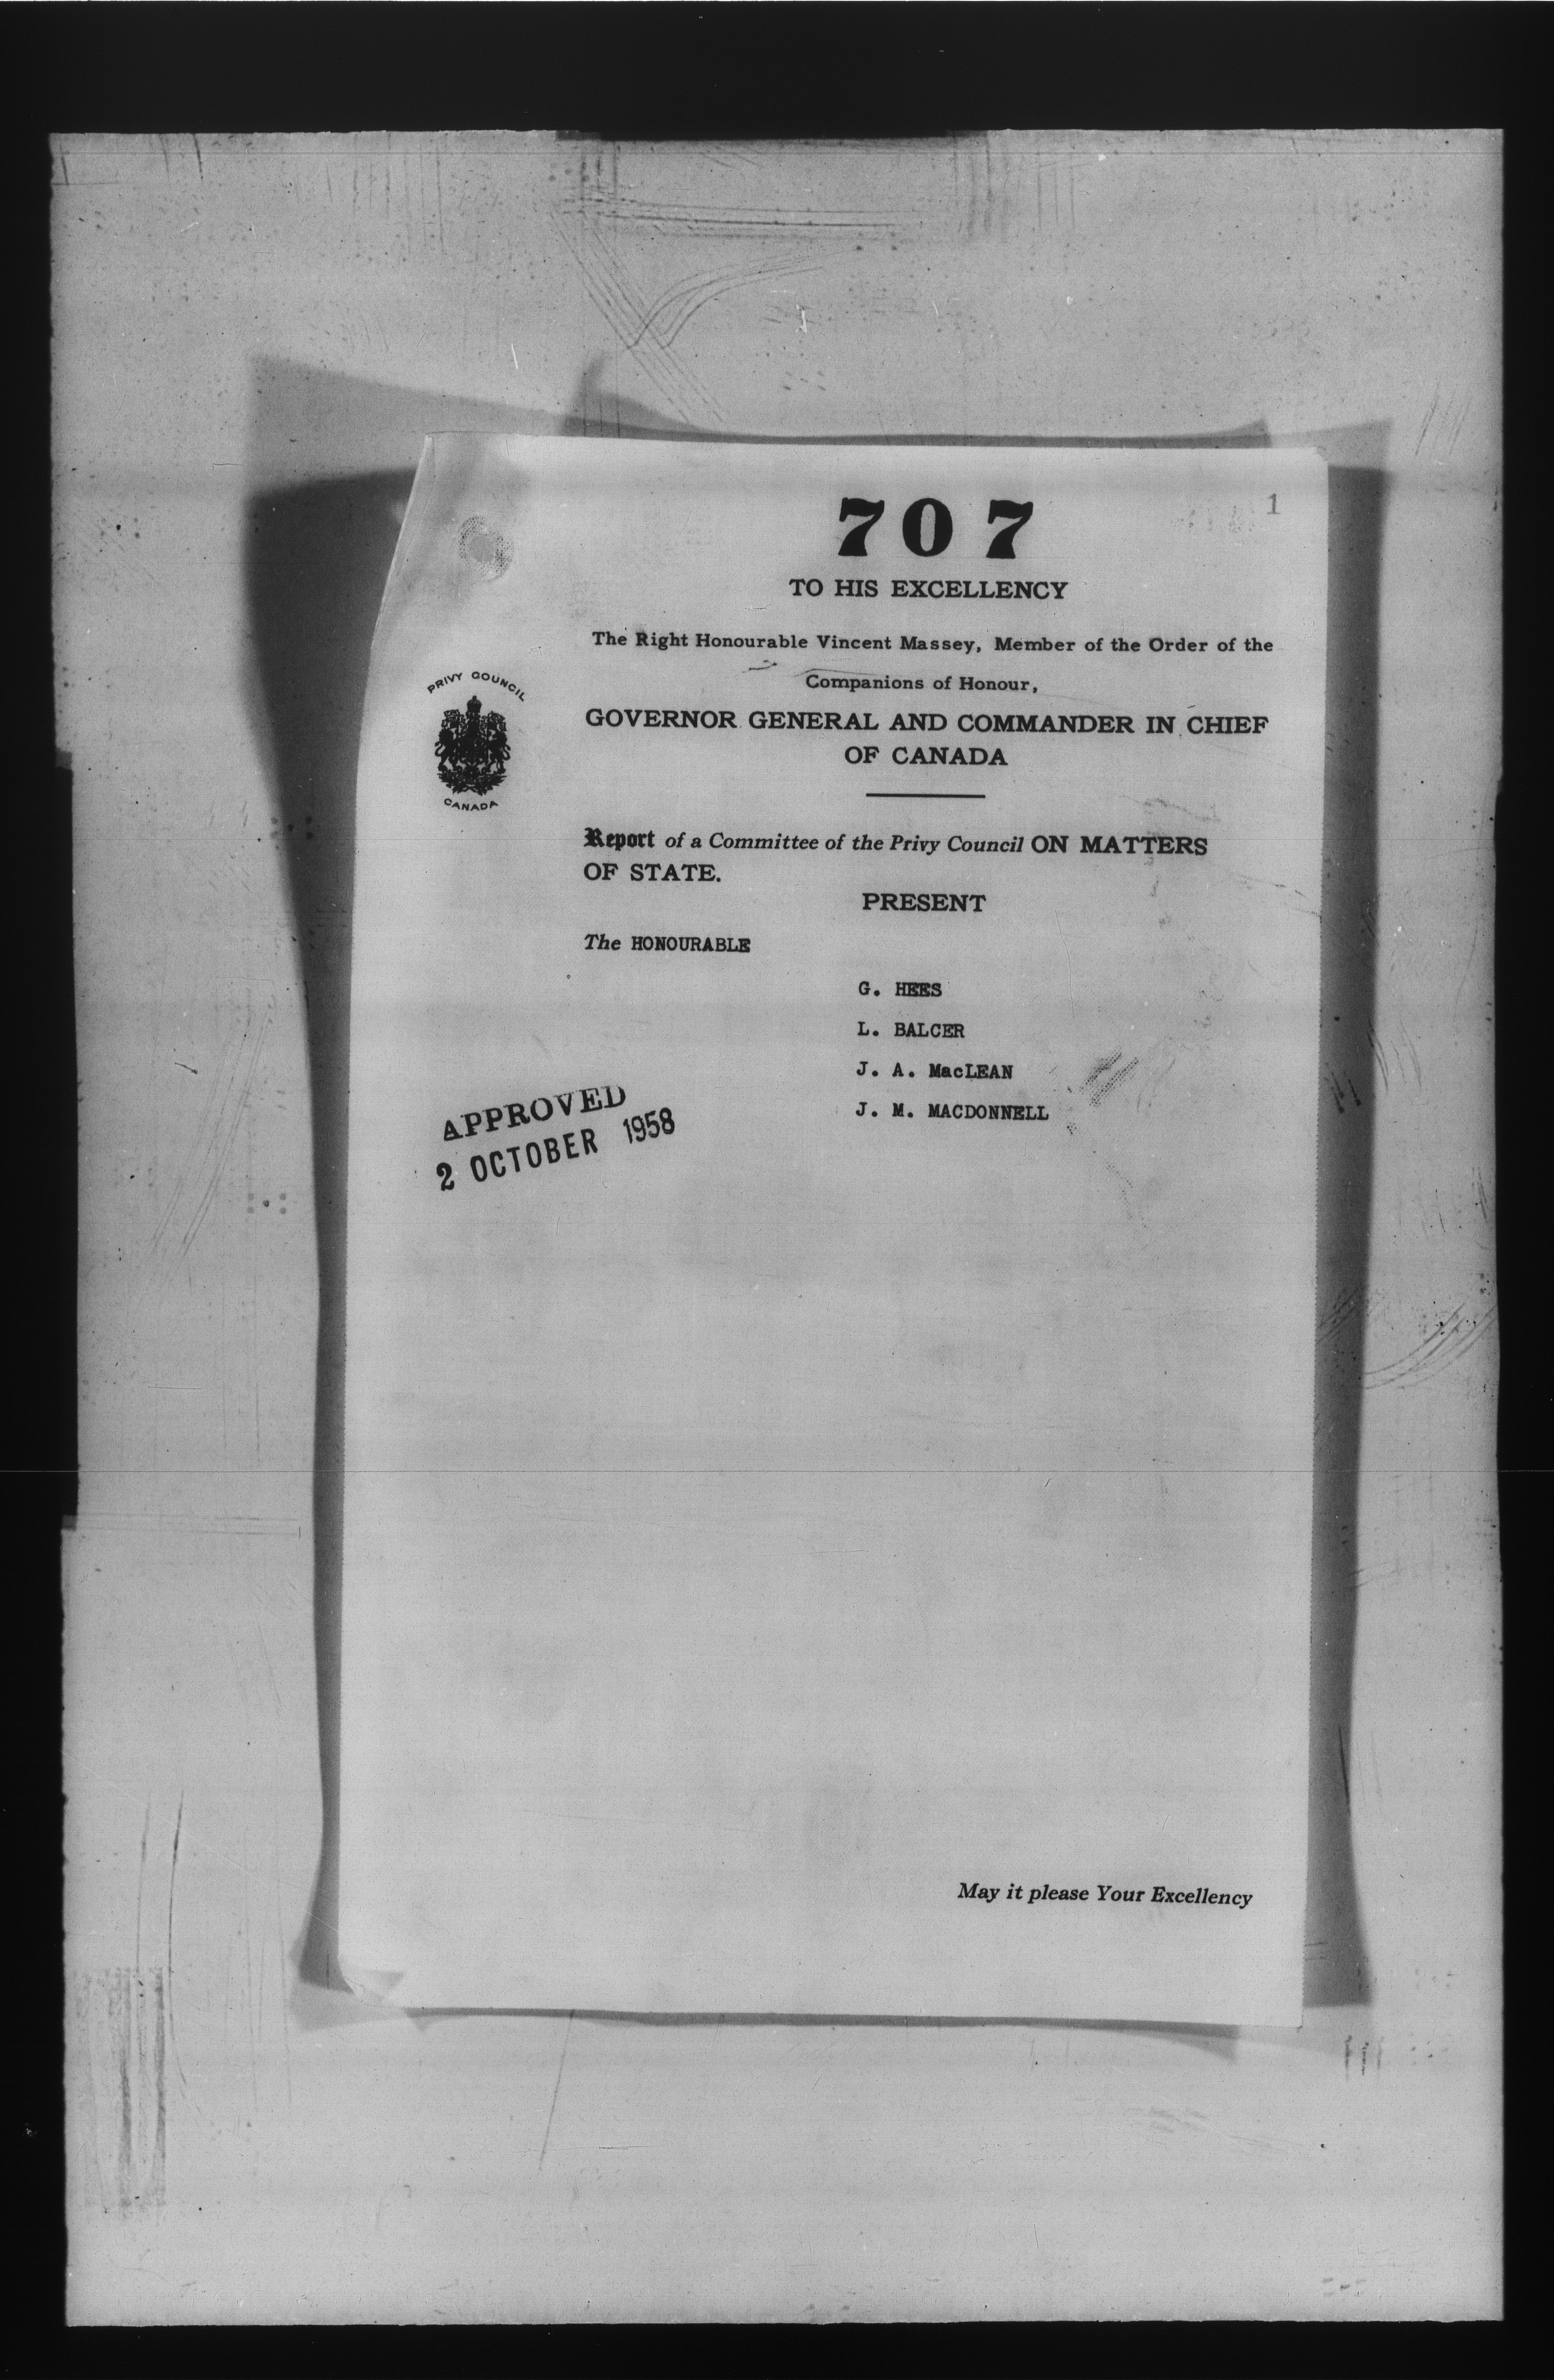 707
1
TO HIS EXCELLENCY
The Right Honourable Vincent Massey, Member of the Order of the
Companions of Honour,
PRIVY COUNCIL
CANADA
GOVERNOR GENERAL AND COMMANDER IN CHIEF
OF CANADA
Report of a Committee of the Privy Council ON MATTERS
OF STATE.
PRESENT
The HONOURABLE
G. HEES
L. BALCER
J. A. MacLEAN
J. M. MACDONNELL
APPROVED
2 OCTOBER 1958
May it please Your Excellency